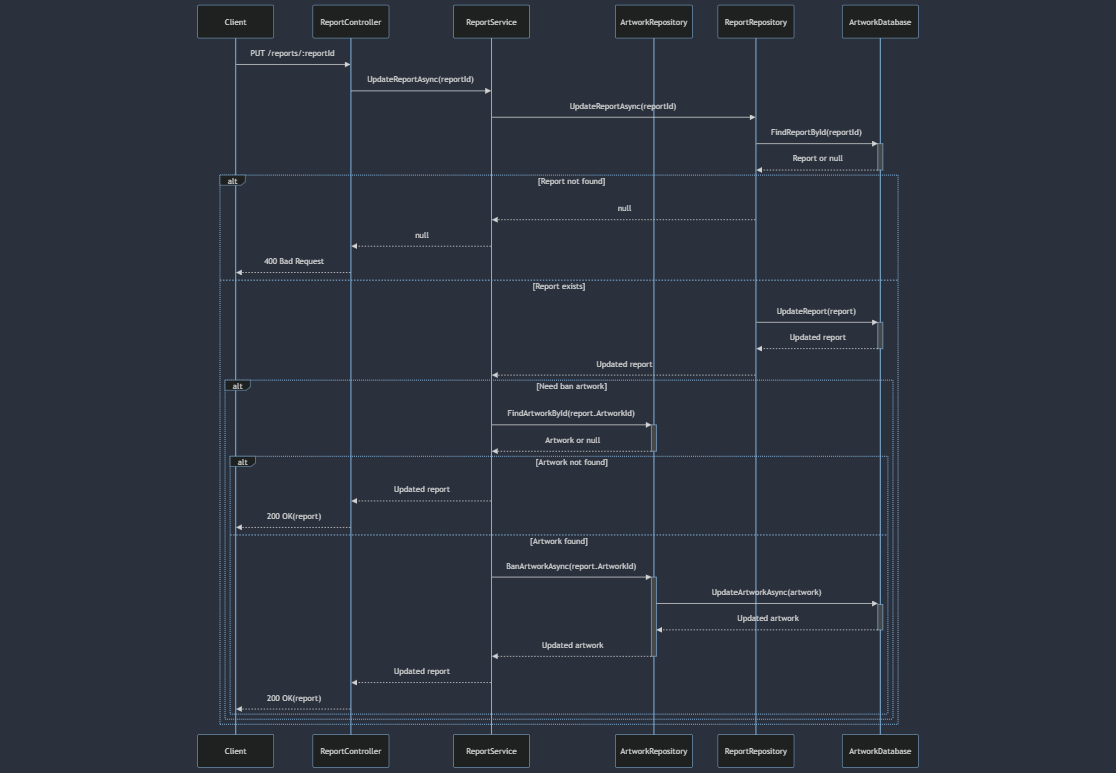 Client ReportController ReportService ArtworkRepository ReportRepository ArtworkDatabase
PUT /reports/:reportId
UpdateReportAsync(reportId)
UpdateReportAsync(reportId)
FindReportById(reportId)
Report or null
alt [Report not found]
null
null
400 Bad Request
[Report exists]
UpdateReport(report)
Updated report
Updated report
alt [Need ban artwork]
FindArtworkById(report.ArtworkId)
Artwork or null
alt [Artwork not found]
Updated report
200 OK(report)
[Artwork found]
BanArtworkAsync(report.ArtworkId)
UpdateArtworkAsync(artwork)
Updated artwork
Updated artwork
Updated report
200 OK(report)
Client ReportController ReportService ArtworkRepository ReportRepository ArtworkDatabase